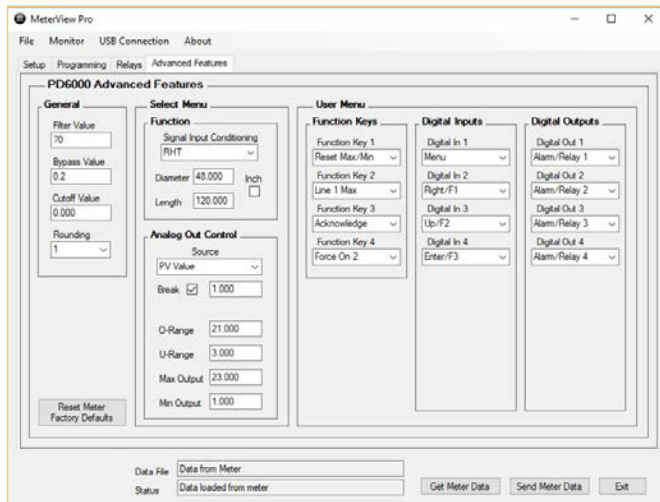 MeterView Pro
File Monitor USB Connection About
Setup Programming Relays Advanced Features
PD6000 Advanced Features
General
Filter Value
70
Bypass Value
0.2
Cutoff Value
0.000
Rounding
1
Reset Meter
Factory Defaults
Select Menu
Function
Signal Input Conditioning
RHT
Diameter 48.000 Inch
Length 120.000
Analog Out Control
Source
PV Value
Break 1.000
O-Range 21.000
U-Range 3.000
Max Output 23.000
Min Output 1.000
User Menu
Function Keys
Function Key 1
Reset Max/Min
Function Key 2
Line 1 Max
Function Key 3
Acknowledge
Function Key 4
Force On 2
Digital Inputs
Digital In 1
Menu
Digital In 2
Right/F1
Digital In 3
Up/F2
Digital In 4
Enter/F3
Digital Outputs
Digital Out 1
Alarm/Relay 1
Digital Out 2
Alarm/Relay 2
Digital Out 3
Alarm/Relay 3
Digital Out 4
Alarm/Relay 4
Data File Data from Meter
Status Data loaded from meter
Get Meter Data Send Meter Data Exit